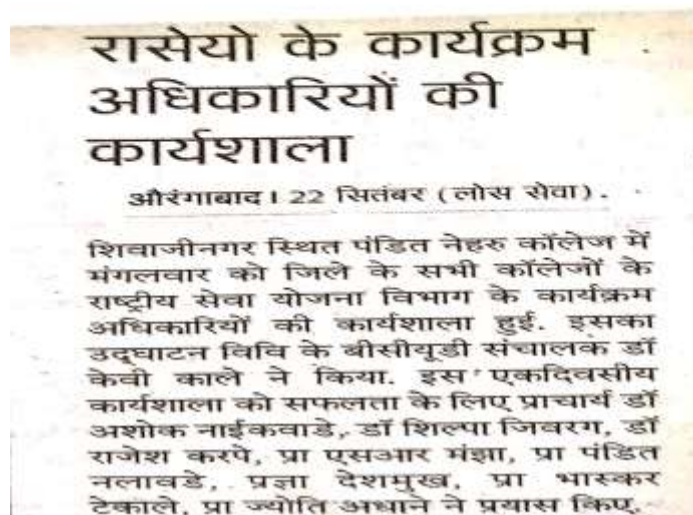 रासेयो के कार्यक्रम
अधिकारियों की
कार्यशाला
औरंगाबाद। 22 सितंबर (लोस सेवा).
शिवाजीनगर स्थित पंडित नेहरु कॉलेज में
मंगलवार को जिले के सभी कॉलेजों के
राष्ट्रीय सेवा योजना विभाग के कार्यक्रम
अधिकारियों की कार्यशाला हुई. इसका
उद्घाटन विवि के बीसीयूडी संचालक डॉ
केवी काले ने किया. इस एकदिवसीय
कार्यशाला को सफलता के लिए प्राचार्य डॉ
अशोक नाईकवाडे, डॉ शिल्पा जिवरग, डॉ
राजेश करपे, प्रा एसआर मंझा, प्रा पंडित
नलावडे, प्रज्ञा देशमुख, प्रा भास्कर
टेकाले, प्रा ज्योति अधाने ने प्रयास किए.